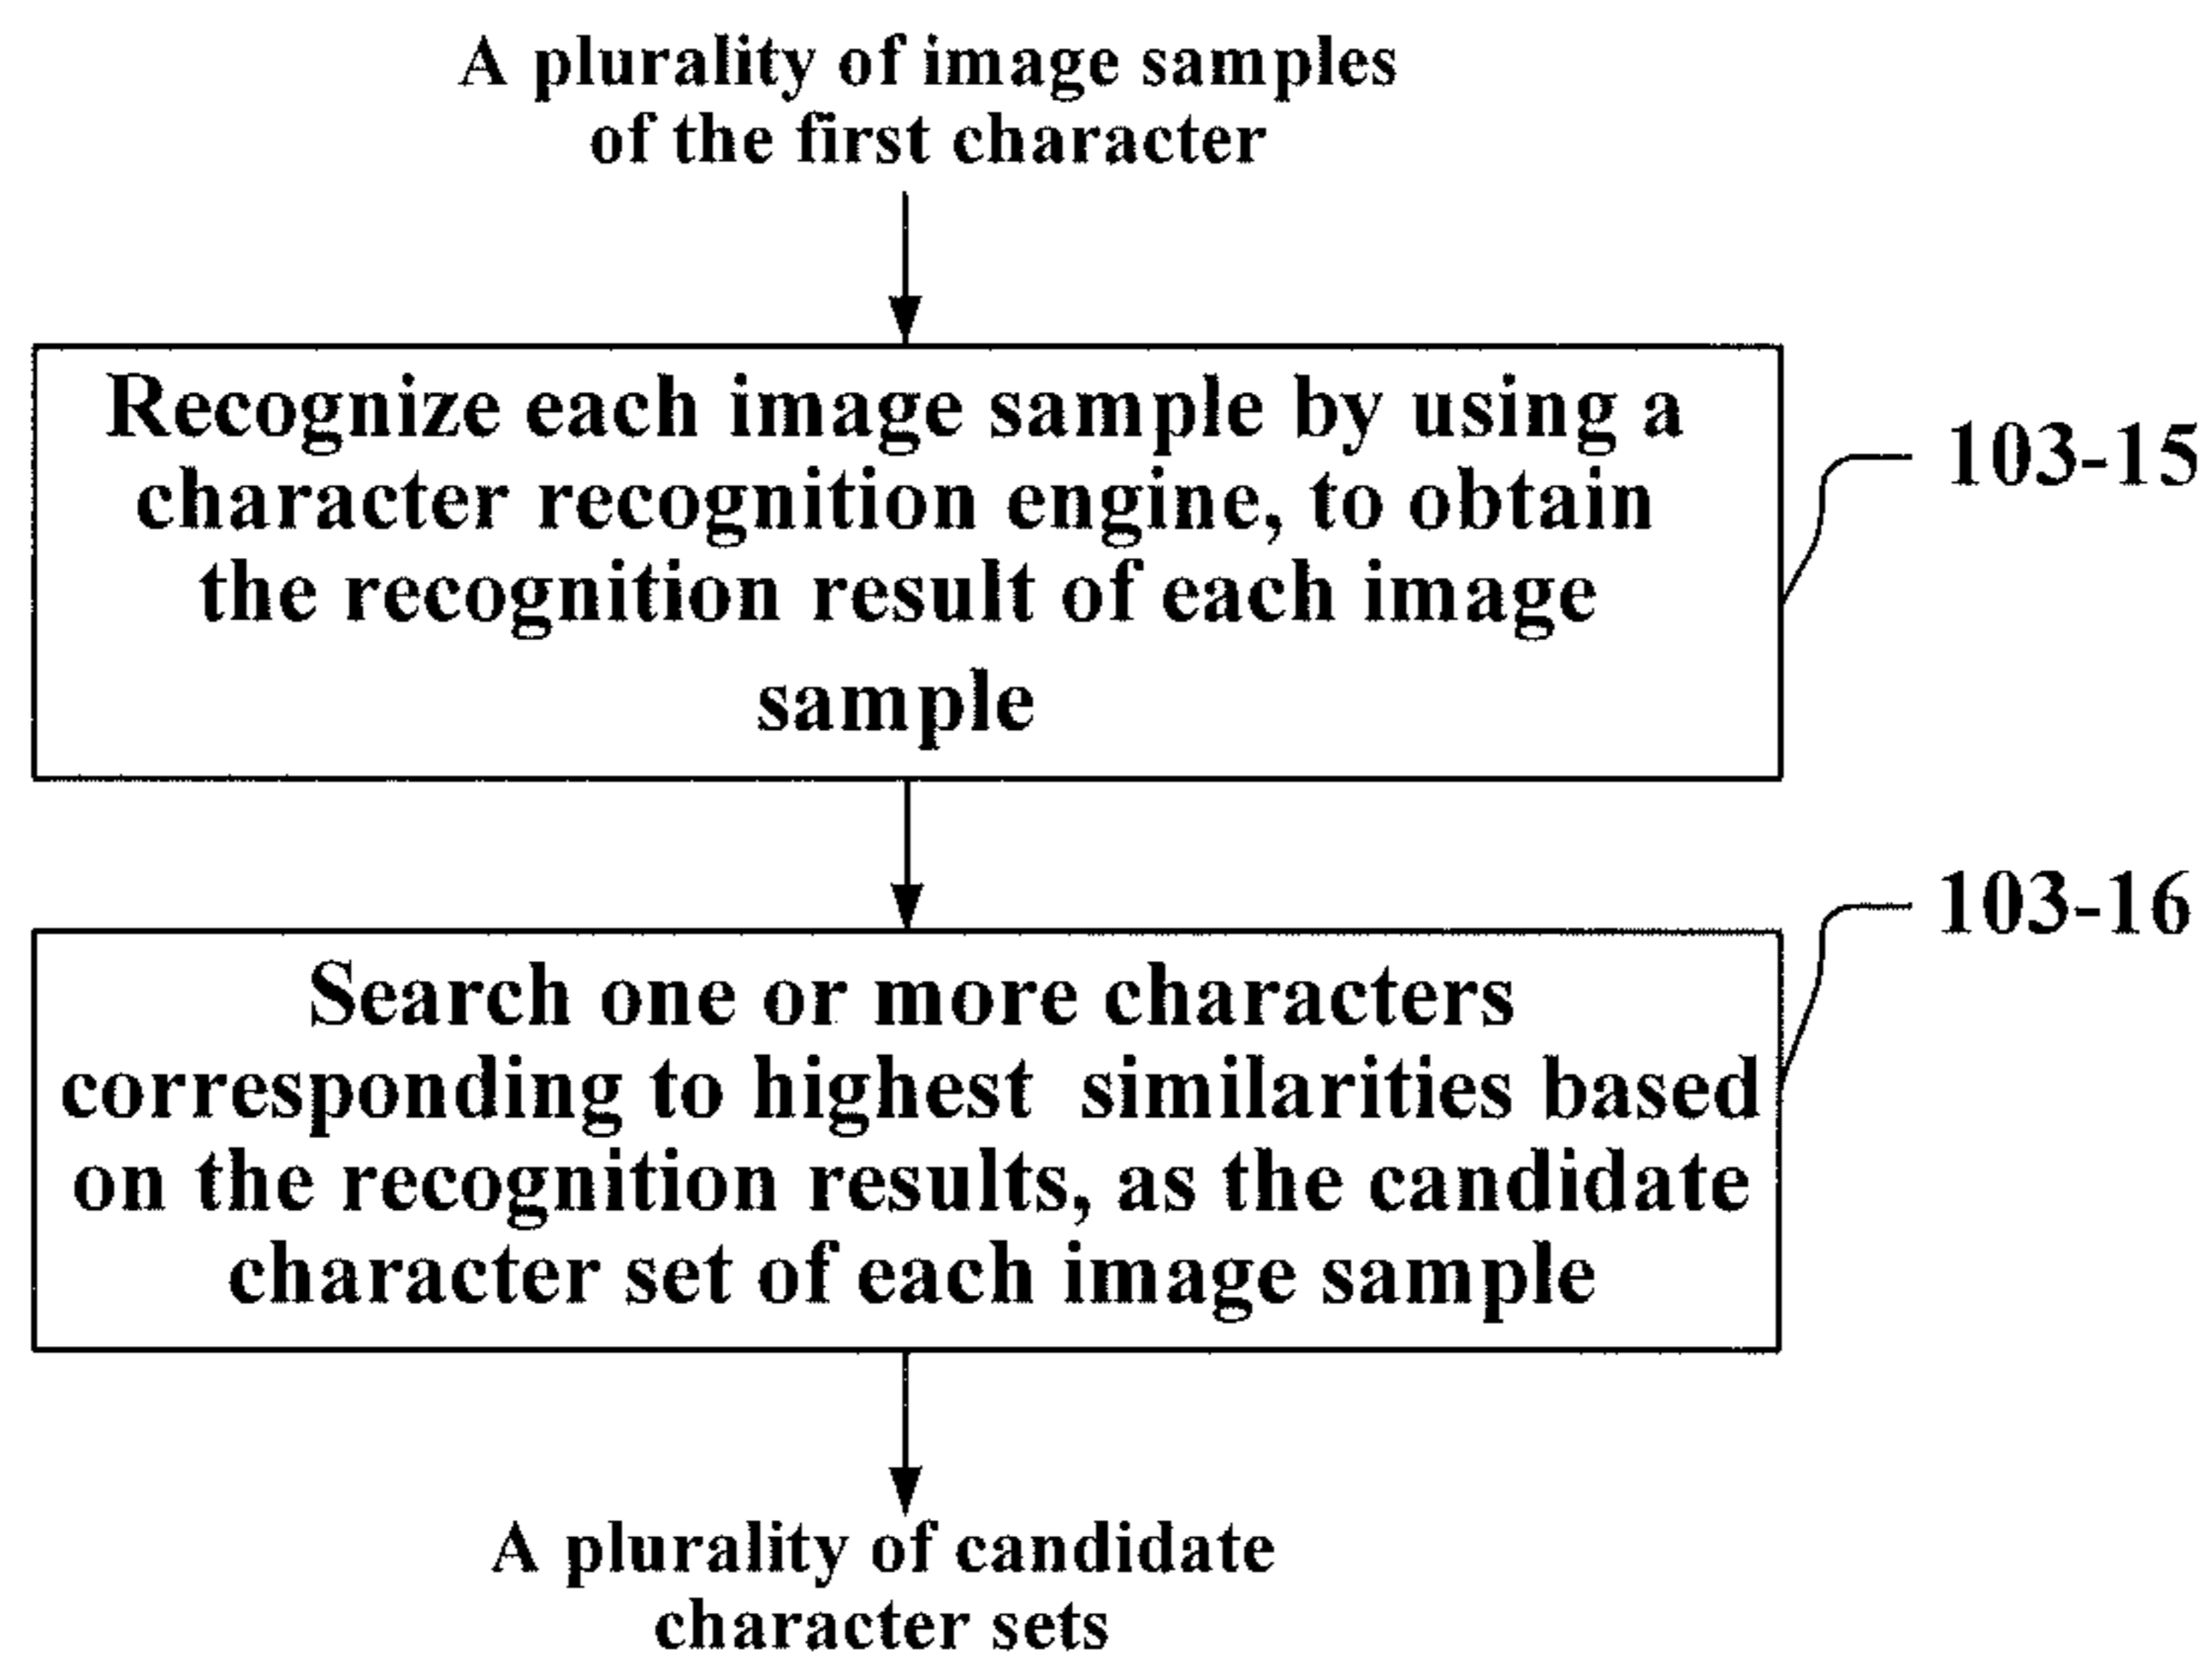 A plurality of image samples
of the first character
Recognize each image sample by using a
character recognition engine, to obtain
the recognition result of each image
sample
103-15
103-16
Search one or more characters
corresponding to highest similarities based
on the recognition results, as the candidate
character set of each image sample
A plurality of candidate
character sets